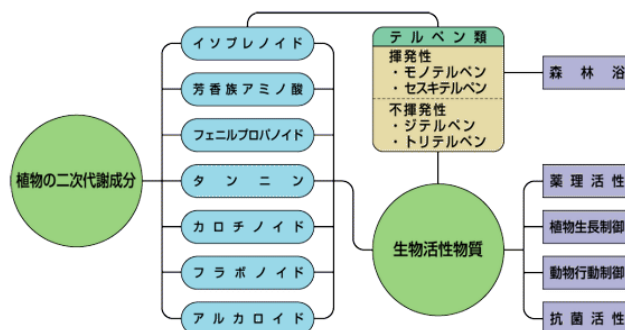 植物の二次代謝成分
イソプレノイド
芳香族アミノ酸
フェニルプロパノイド
タンニン
カロチノイド
フラボノイド
アルカロイド
テルペン類
揮発性
・モノテルペン
・セスキテルペン
不揮発性
・ジテルペン
・トリテルペン
生物活性物質
森林浴
薬理活性
植物生長制御
動物行動制御
抗菌活性